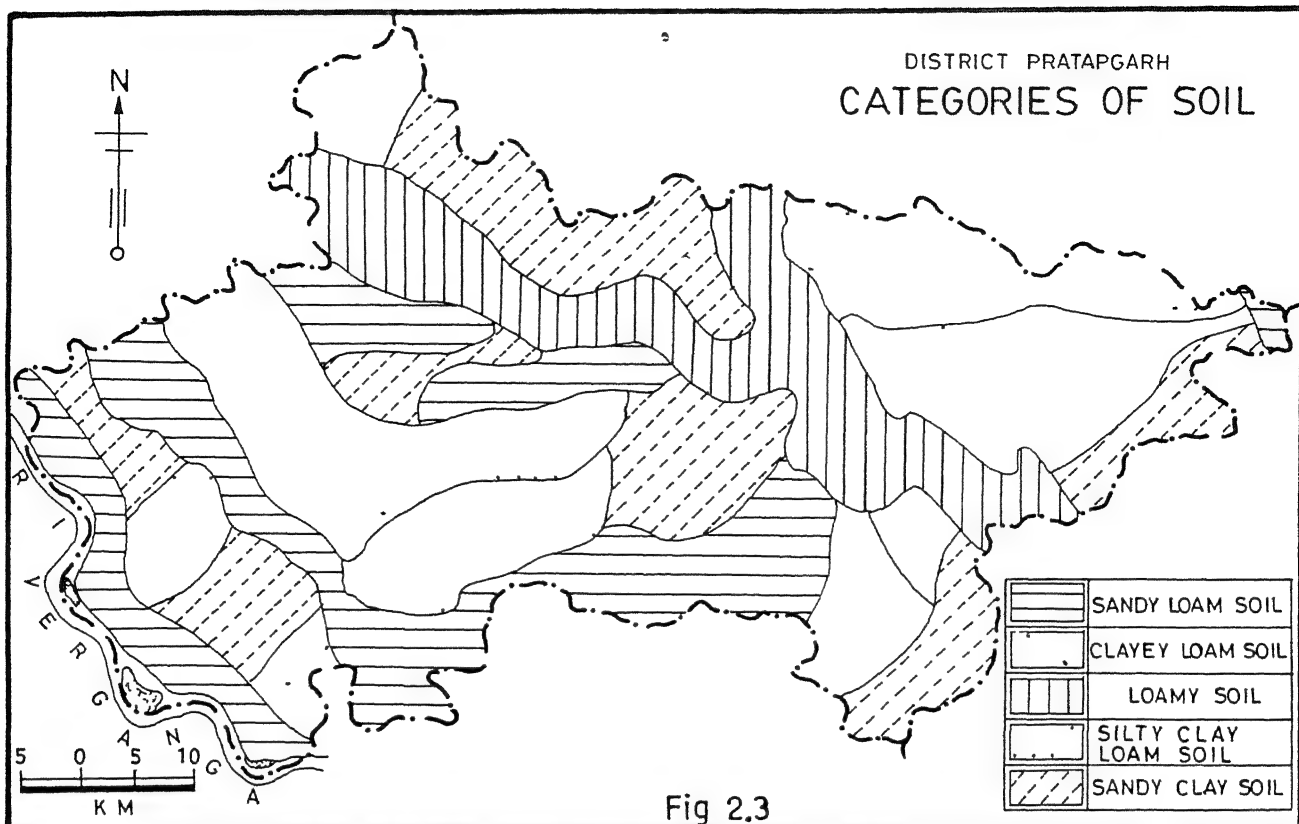 DISTRICT PRATAPGARH
CATEGORIES OF SOIL
N
RIVER GANGA
5 0 5 10
KM
SANDY LOAM SOIL
CLAYEY LOAM SOIL
LOAMY SOIL
SILTY CLAY
LOAM SOIL
SANDY CLAY SOIL
Fig 2.3